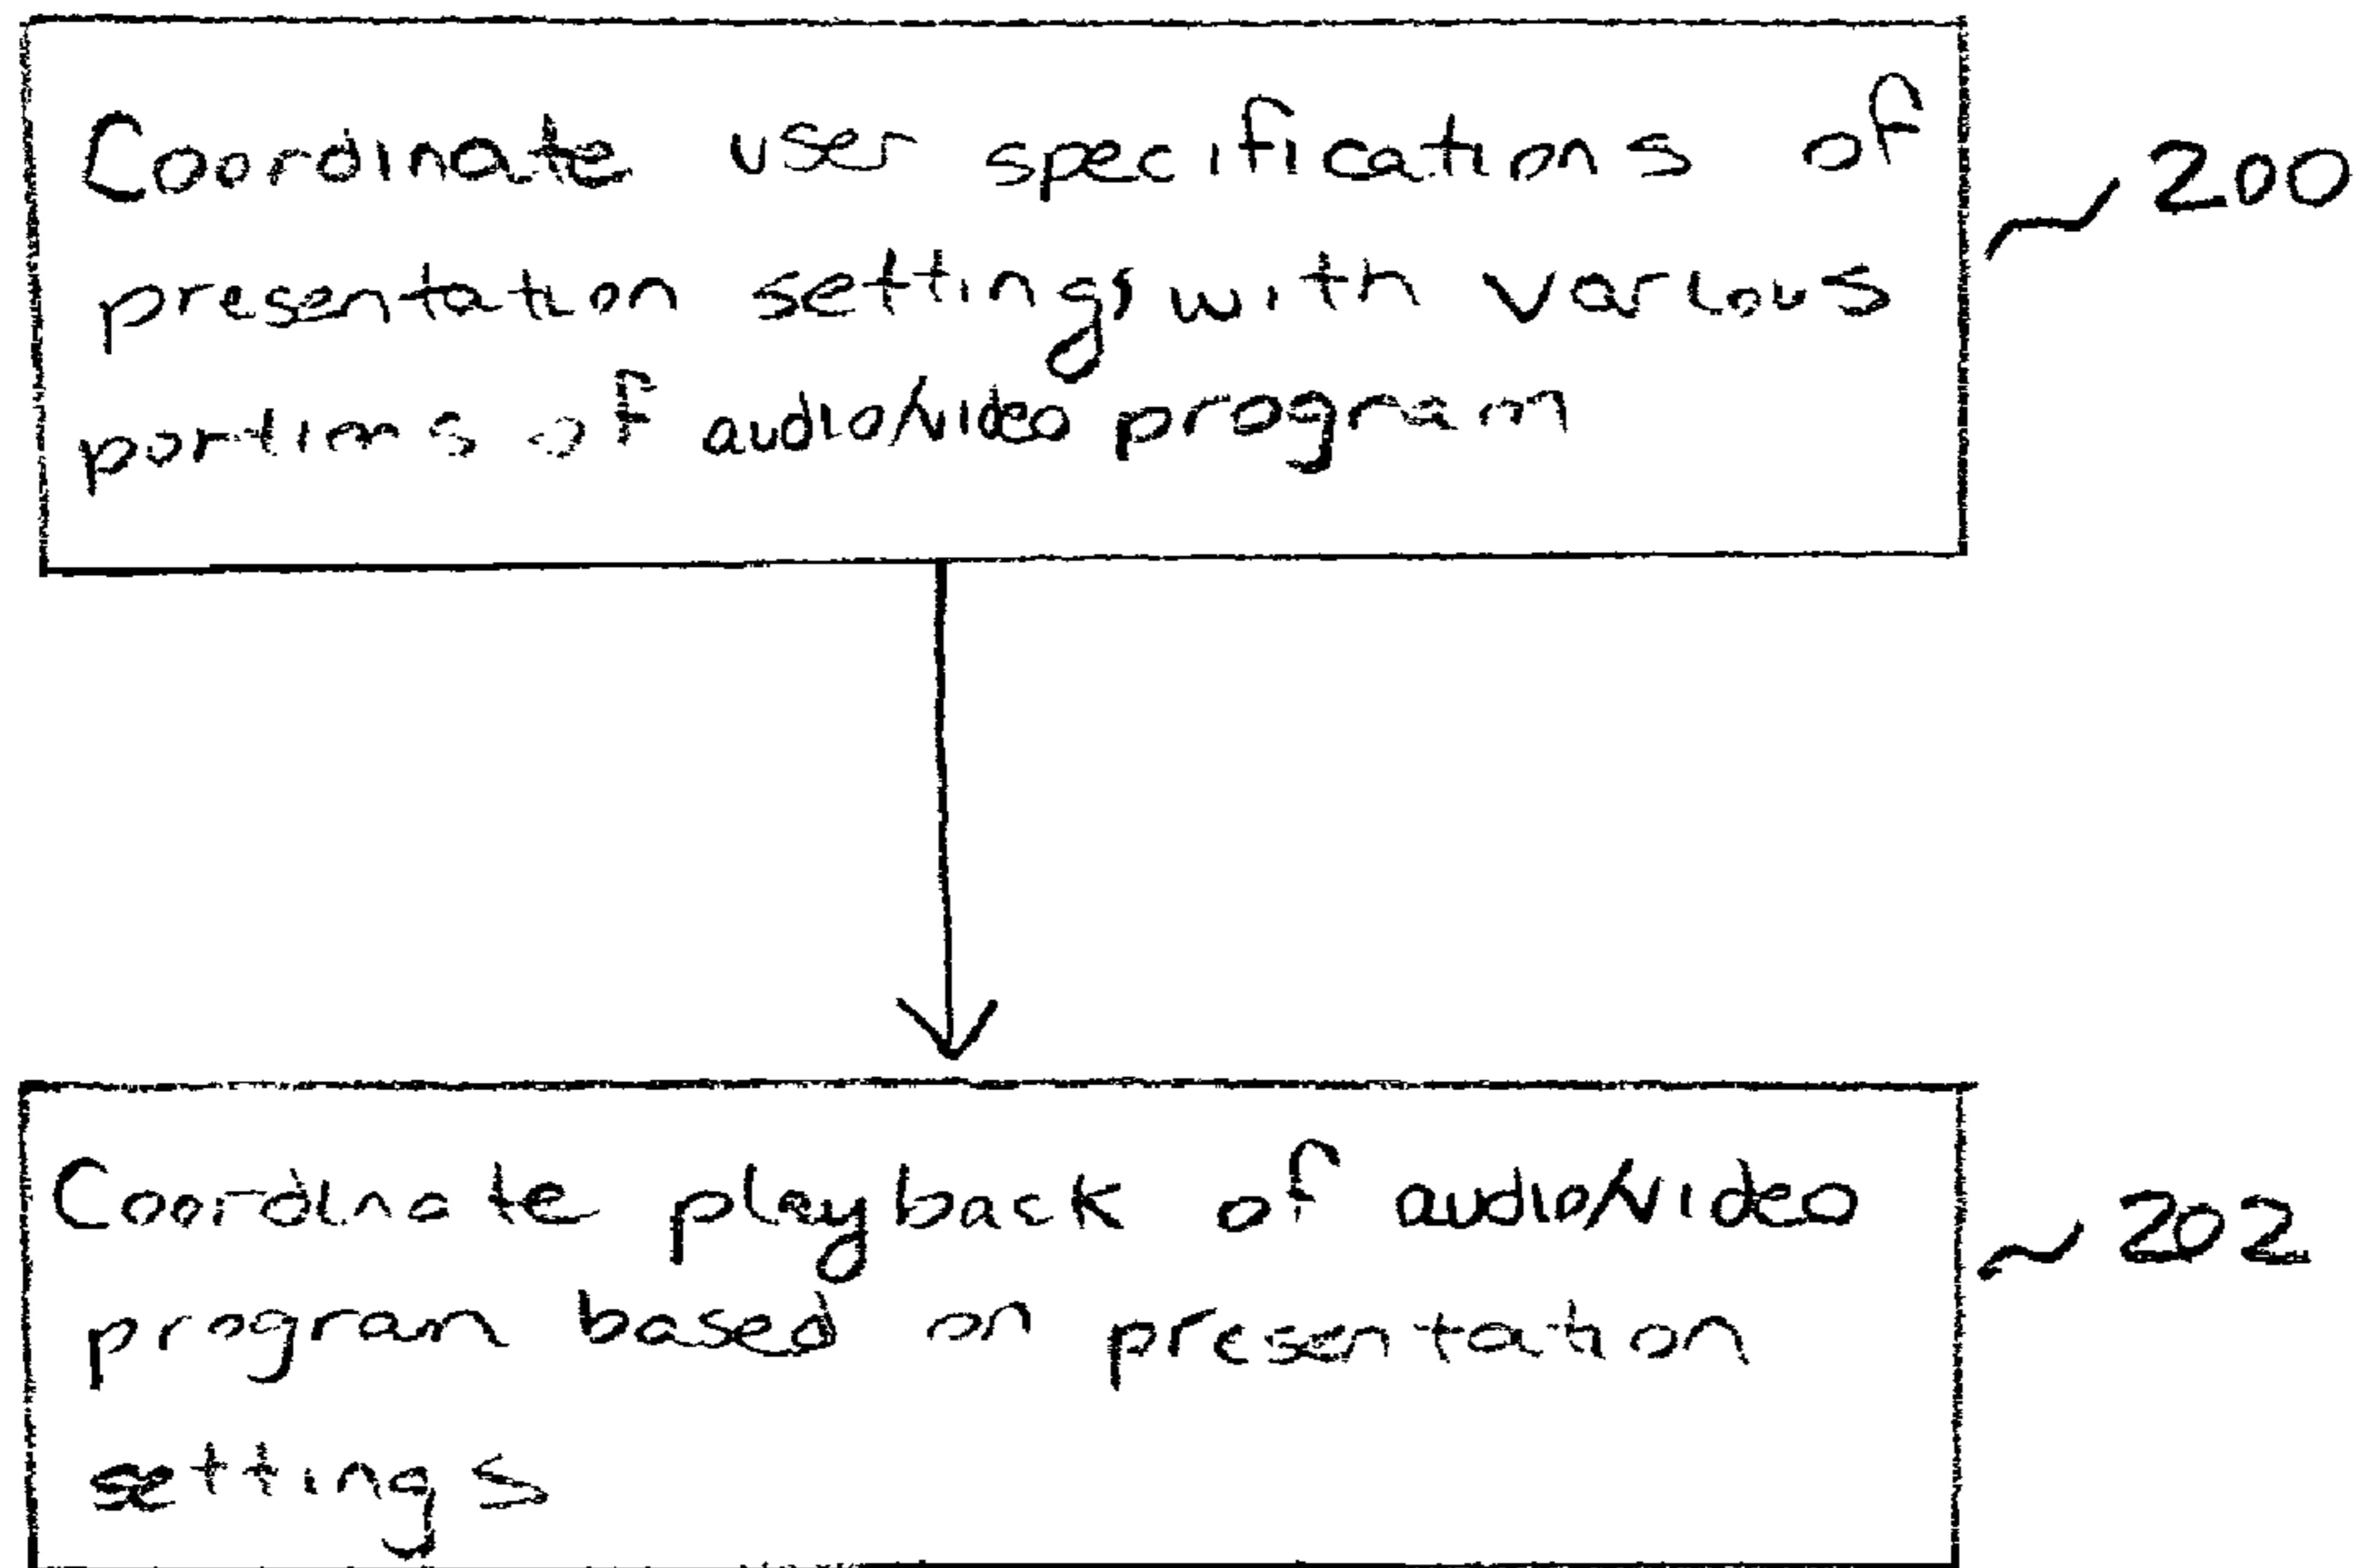 Coordinate user specifications of
200
presentation settings with various
portions of audio/video program
Coordinate playback of audio/video
202
program based on presentation
settings